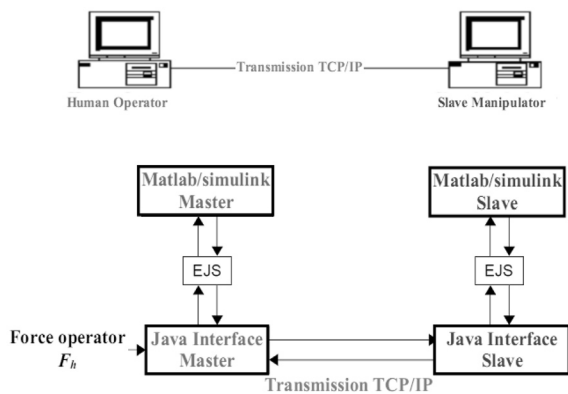 Transmission TCP/IP
Human Operator
Slave Manipulator
Matlab/simulink
Master
Matlab/simulink
Slave
EJS
EJS
Force operator
Fh
Java Interface
Master
Java Interface
Slave
Transmission TCP/IP